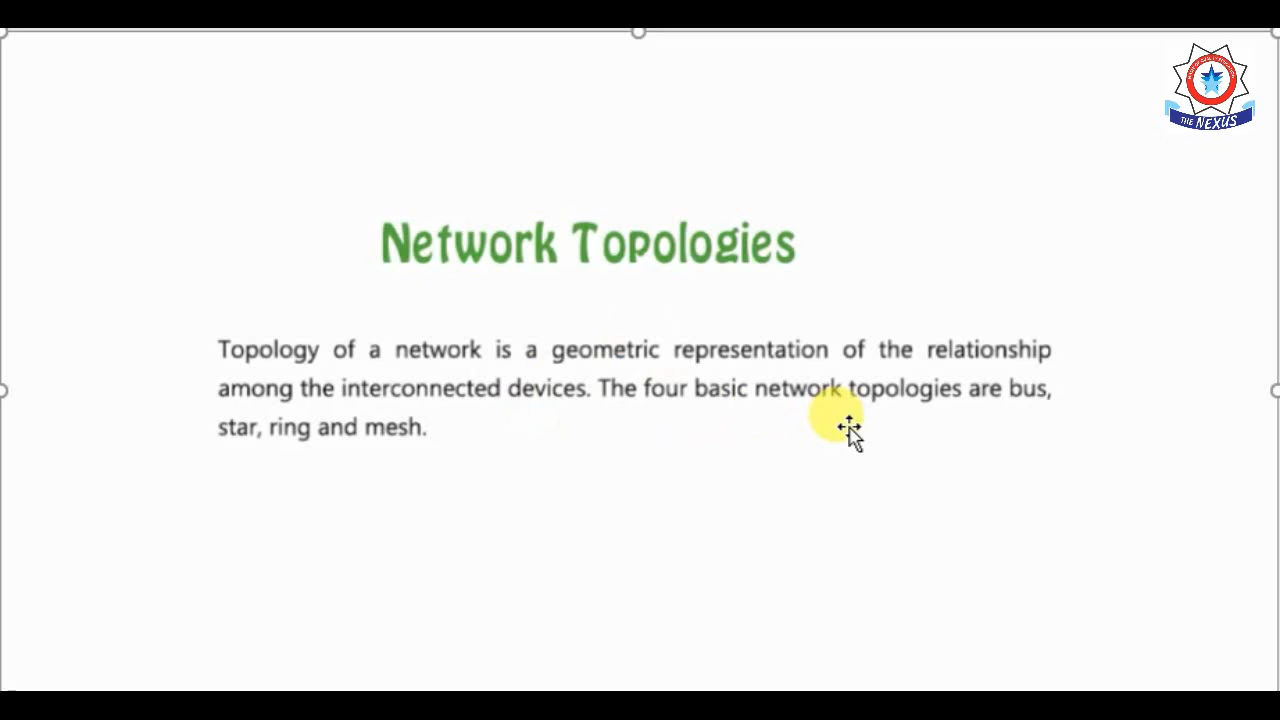 THE NEXUS
Network Topologies
Topology of a network is a geometric representation of the relationship
among the interconnected devices. The four basic network topologies are bus,
star, ring and mesh.